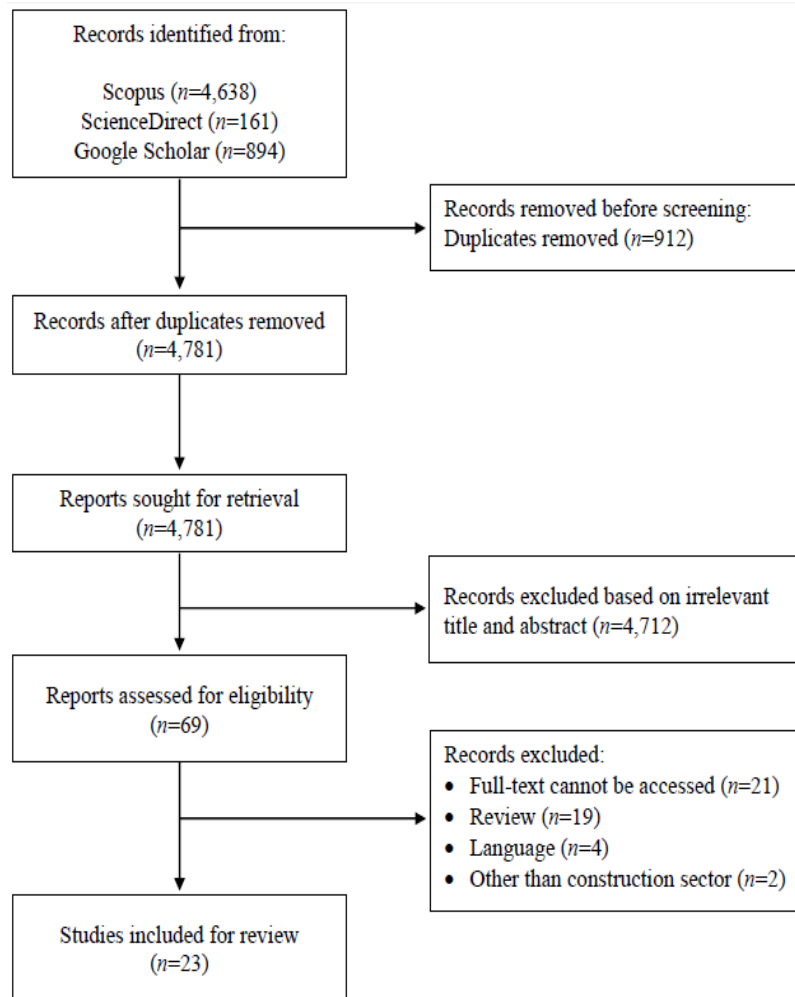 Records identified from:
Scopus (n=4,638)
ScienceDirect (n=161)
Google Scholar (n=894)
Records removed before screening:
Duplicates removed (n=912)
Records after duplicates removed
(n=4,781)
Reports sought for retrieval
(n=4,781)
Records excluded based on irrelevant
title and abstract (n=4,712)
Reports assessed for eligibility
(n=69)
Records excluded:
• Full-text cannot be accessed (n=21)
• Review (n=19)
• Language (n=4)
• Other than construction sector (n=2)
Studies included for review
(n=23)